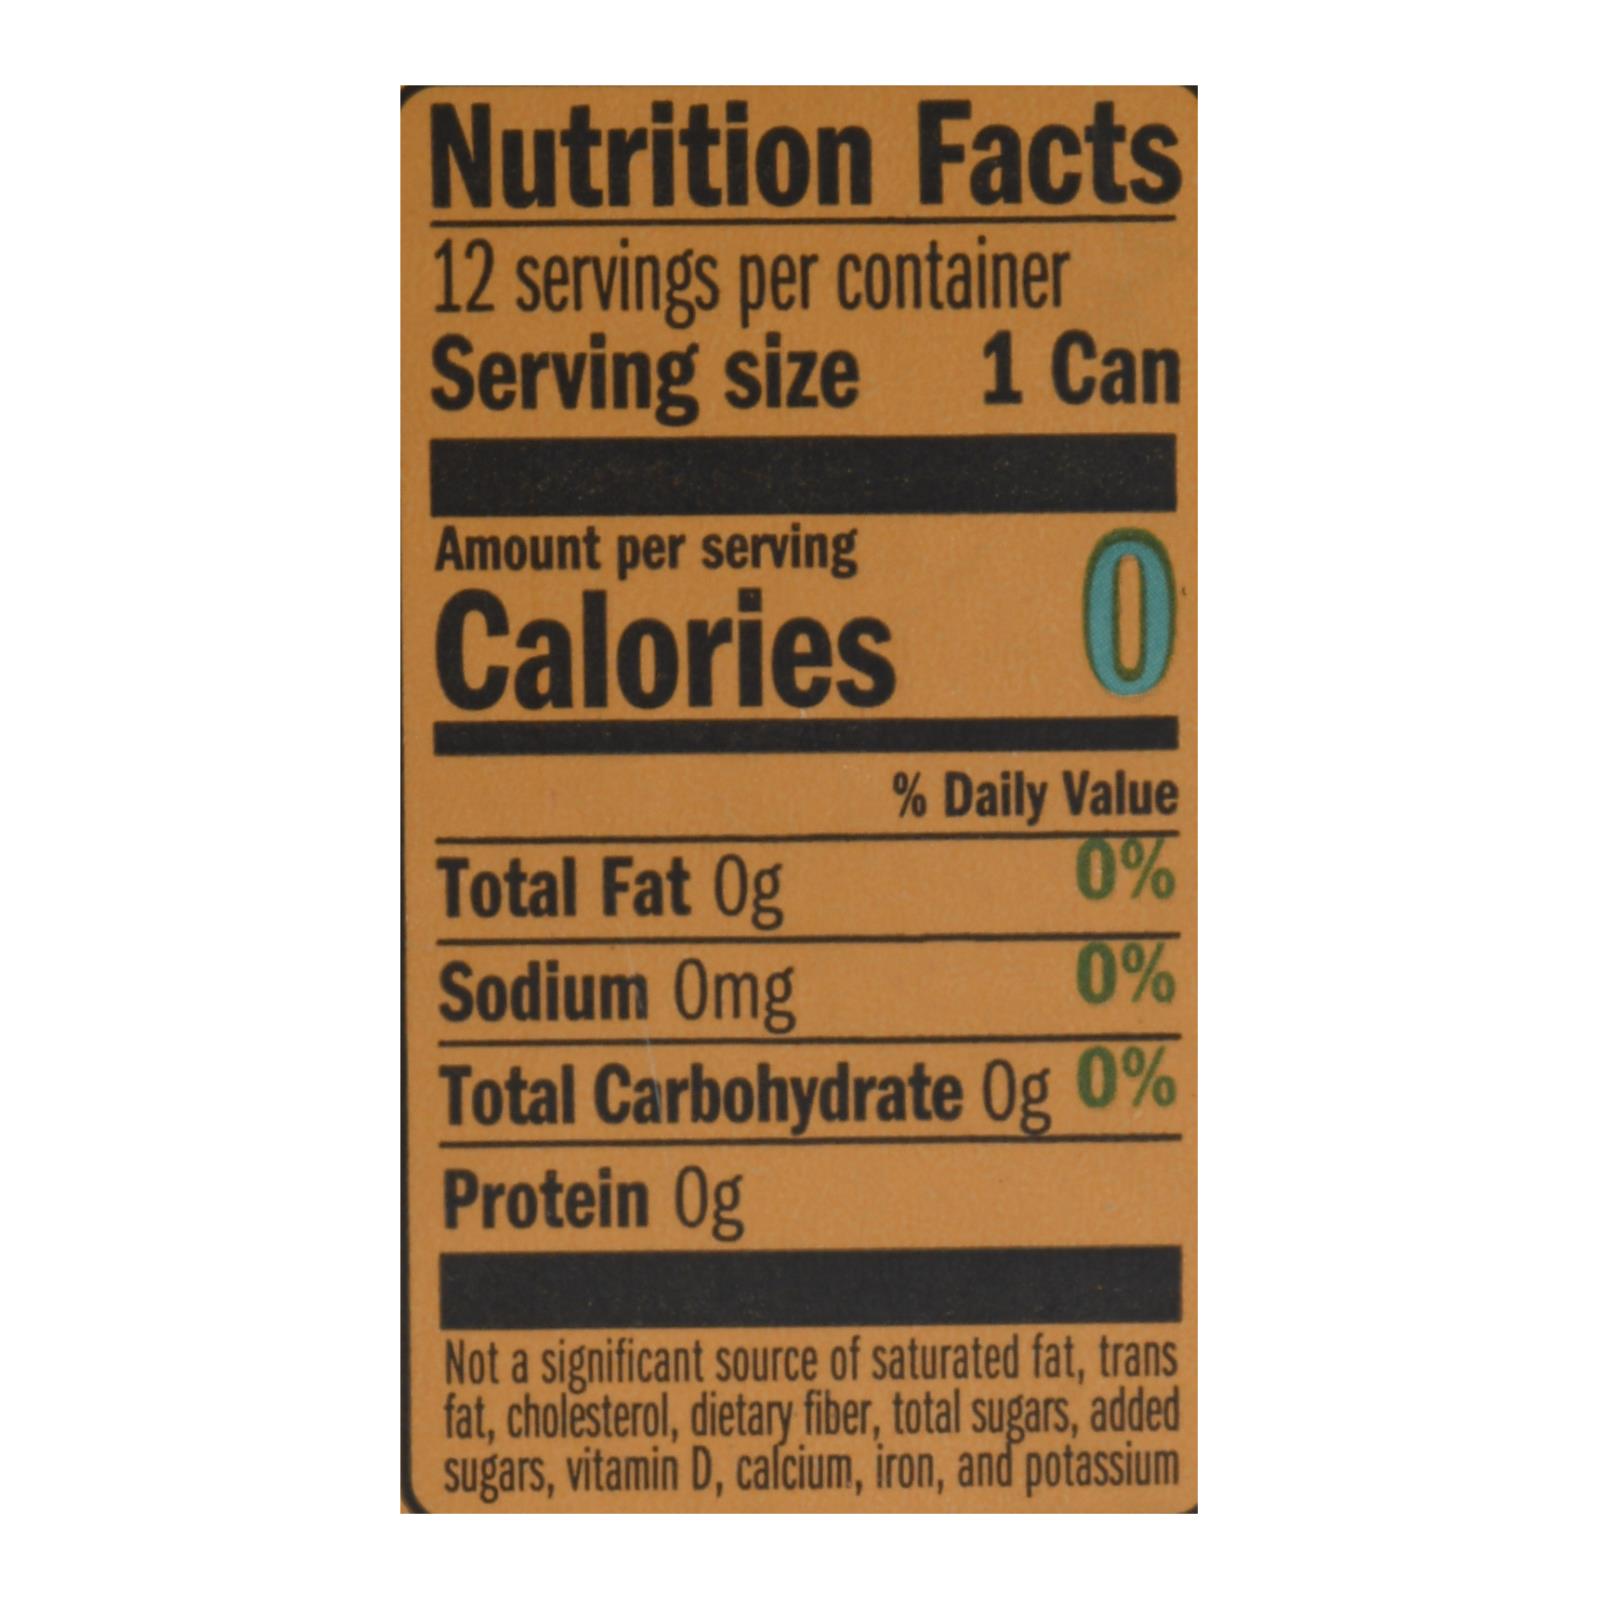 Nutrition Facts
12 servings per container
Serving size 1 Can
Amount per serving
Calories 0
% Daily Value
Total Fat 0g 0%
Sodium 0mg 0%
Total Carbohydrate 0g 0%
Protein 0g
Not a significant source of saturated fat, trans
fat, cholesterol, dietary fiber, total sugars, added
sugars, vitamin D, calcium, iron, and potassium